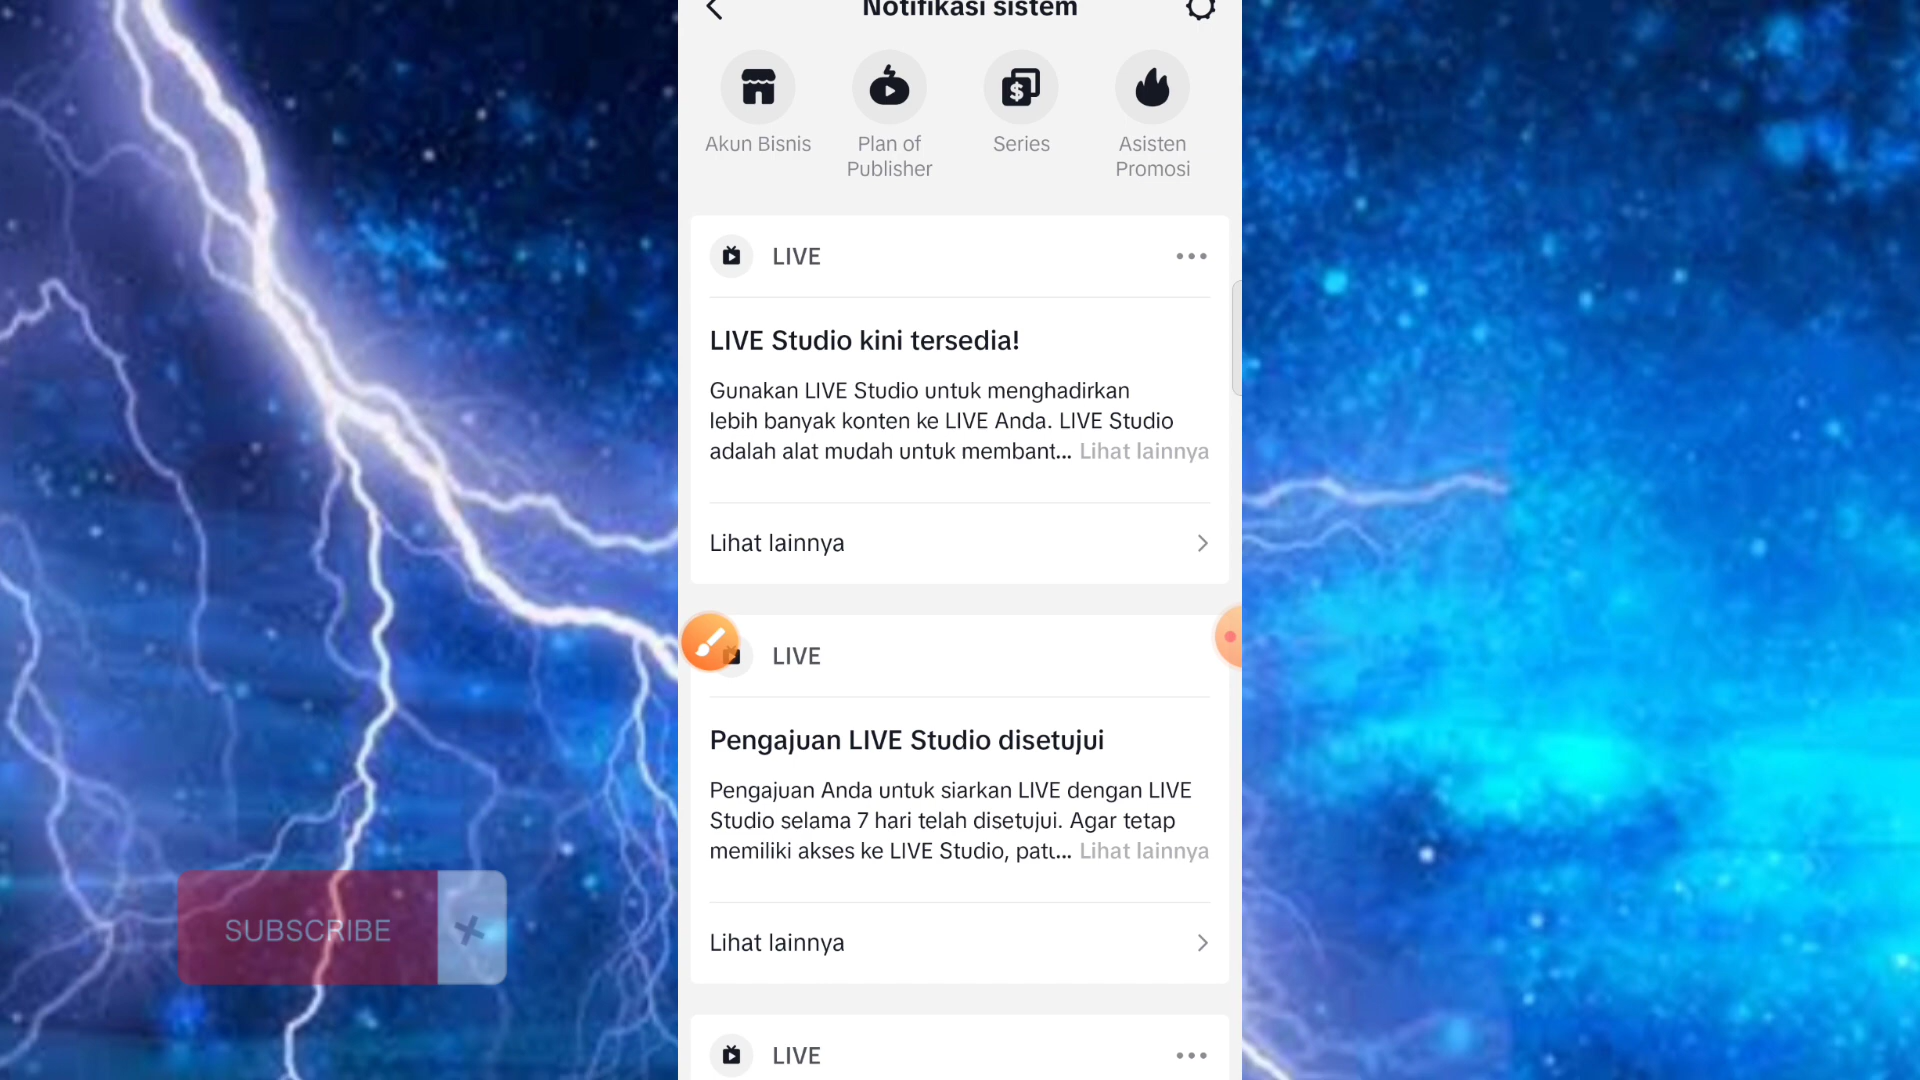 Notifikasi sistem
Akun Bisnis
Plan of
Publisher
Series
Asisten
Promosi
LIVE
LIVE Studio kini tersedia!
Gunakan LIVE Studio untuk menghadirkan
lebih banyak konten ke LIVE Anda. LIVE Studio
adalah alat mudah untuk membant... Lihat lainnya
Lihat lainnya
LIVE
Pengajuan LIVE Studio disetujui
Pengajuan Anda untuk siarkan LIVE dengan LIVE
Studio selama 7 hari telah disetujui. Agar tetap
memiliki akses ke LIVE Studio, patu... Lihat lainnya
SUBSCRIBE
Lihat lainnya
LIVE